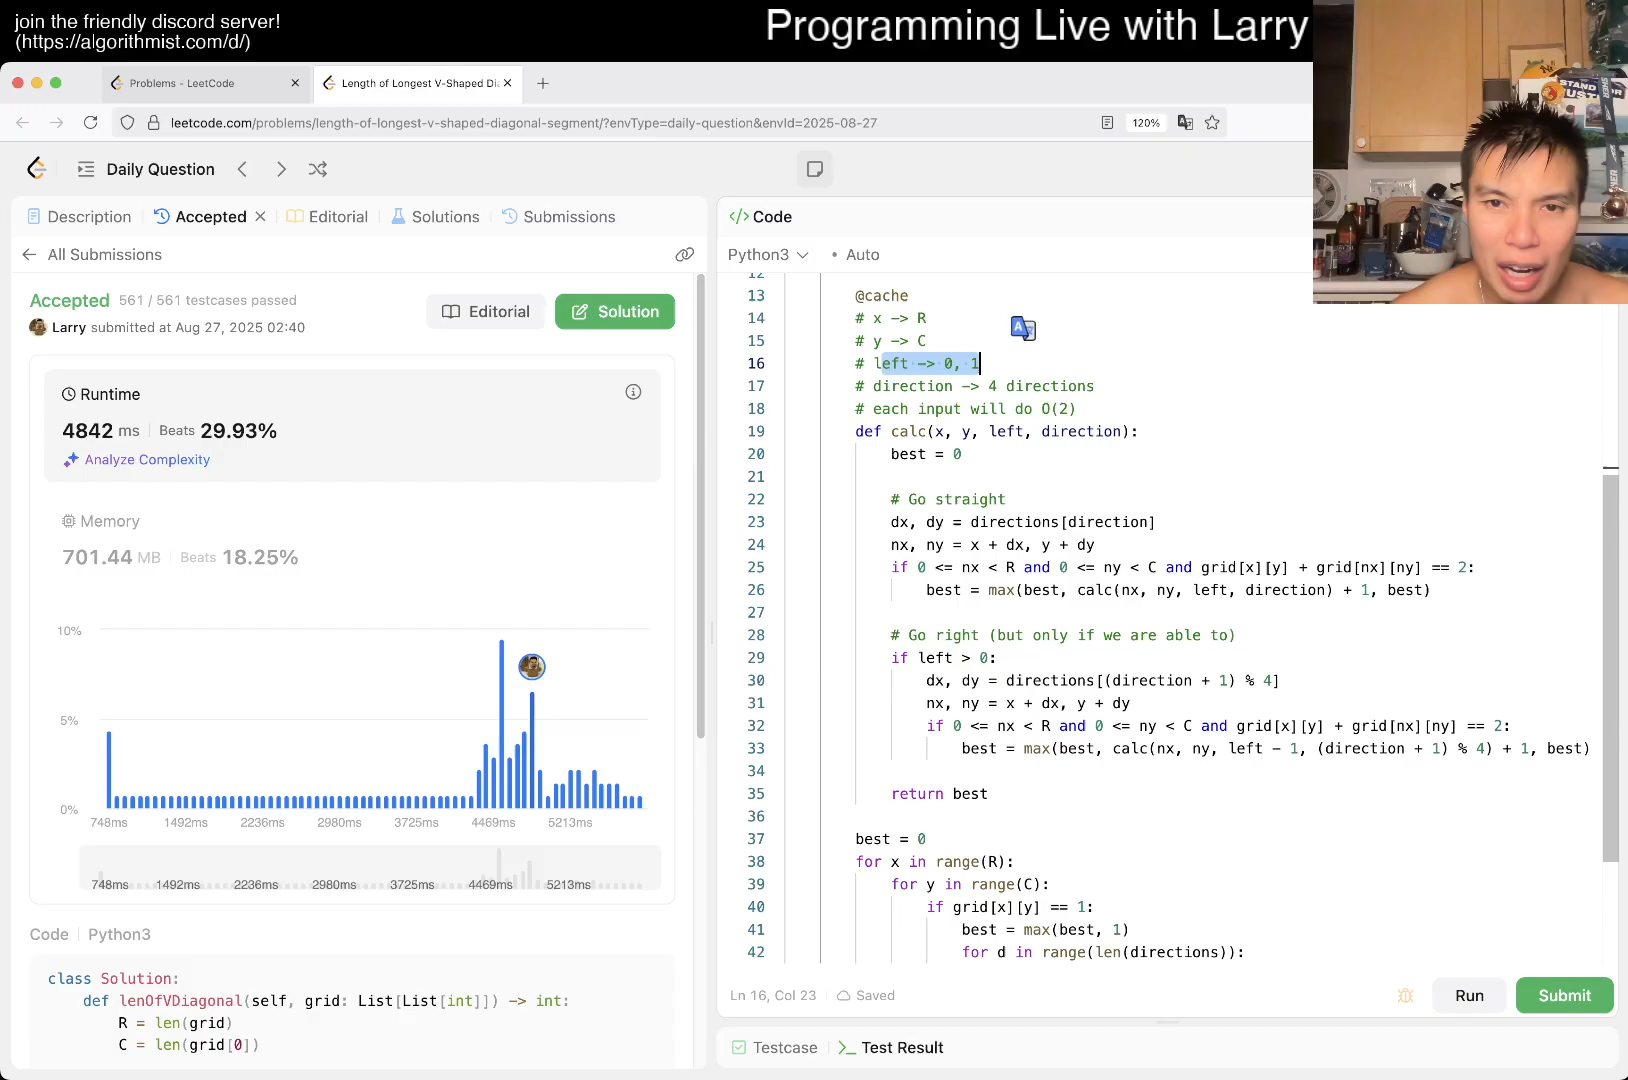 join the friendly discord server!
(https://algorithmist.com/d/)
Programming Live with Larry
Problems - LeetCode
Length of Longest V-Shaped Di
leetcode.com/problems/length-of-longest-v-shaped-diagonal-segment/?envType=daily-question&envId=2025-08-27
120%
Daily Question
Description
Accepted
Editorial
Solutions
Submissions
All Submissions
Accepted 561 / 561 testcases passed
Larry submitted at Aug 27, 2025 02:40
Editorial
Solution
Runtime
4842 ms Beats 29.93%
Analyze Complexity
Memory
701.44 MB Beats 18.25%
10%
5%
0%
748ms 1492ms 2236ms 2980ms 3725ms 4469ms 5213ms
748ms 1492ms 2236ms 2980ms 3725ms 4469ms 5213ms
Code Python3
class Solution:
def lenOfVDiagonal(self, grid: List[List[int]]) -> int:
R = len(grid)
C = len(grid[0])
</> Code
Python3 • Auto
12
13 @cache
14 # x -> R
15 # y -> C
16 # left -> 0, 1
17 # direction -> 4 directions
18 # each input will do O(2)
19 def calc(x, y, left, direction):
20 best = 0
21
22 # Go straight
23 dx, dy = directions[direction]
24 nx, ny = x + dx, y + dy
25 if 0 <= nx < R and 0 <= ny < C and grid[x][y] + grid[nx][ny] == 2:
26 best = max(best, calc(nx, ny, left, direction) + 1, best)
27
28 # Go right (but only if we are able to)
29 if left > 0:
30 dx, dy = directions[(direction + 1) % 4]
31 nx, ny = x + dx, y + dy
32 if 0 <= nx < R and 0 <= ny < C and grid[x][y] + grid[nx][ny] == 2:
33 best = max(best, calc(nx, ny, left - 1, (direction + 1) % 4) + 1, best)
34
35 return best
36
37 best = 0
38 for x in range(R):
39 for y in range(C):
40 if grid[x][y] == 1:
41 best = max(best, 1)
42 for d in range(len(directions)):
Ln 16, Col 23 Saved
Run
Submit
Testcase
Test Result